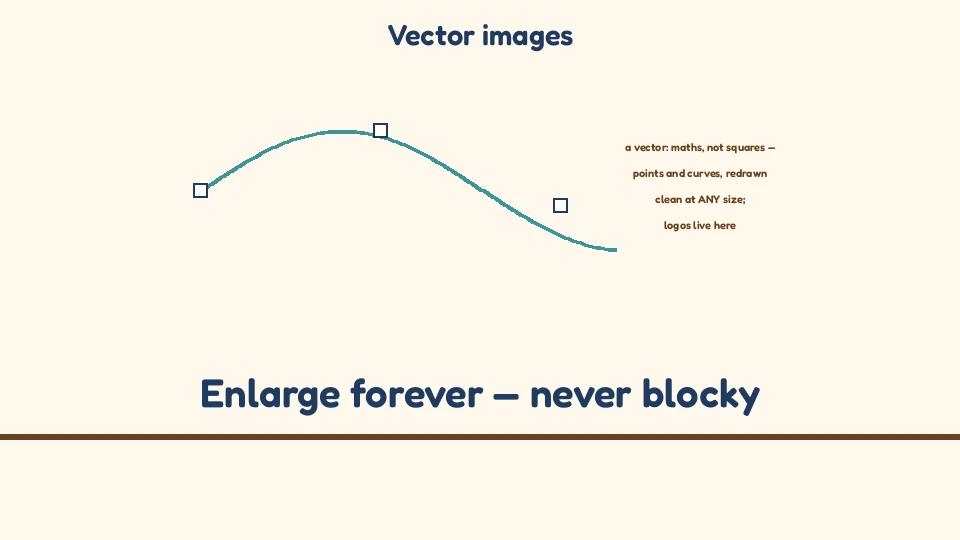 Vector images
a vector: maths, not squares —
points and curves, redrawn
clean at ANY size;
logos live here
Enlarge forever — never blocky